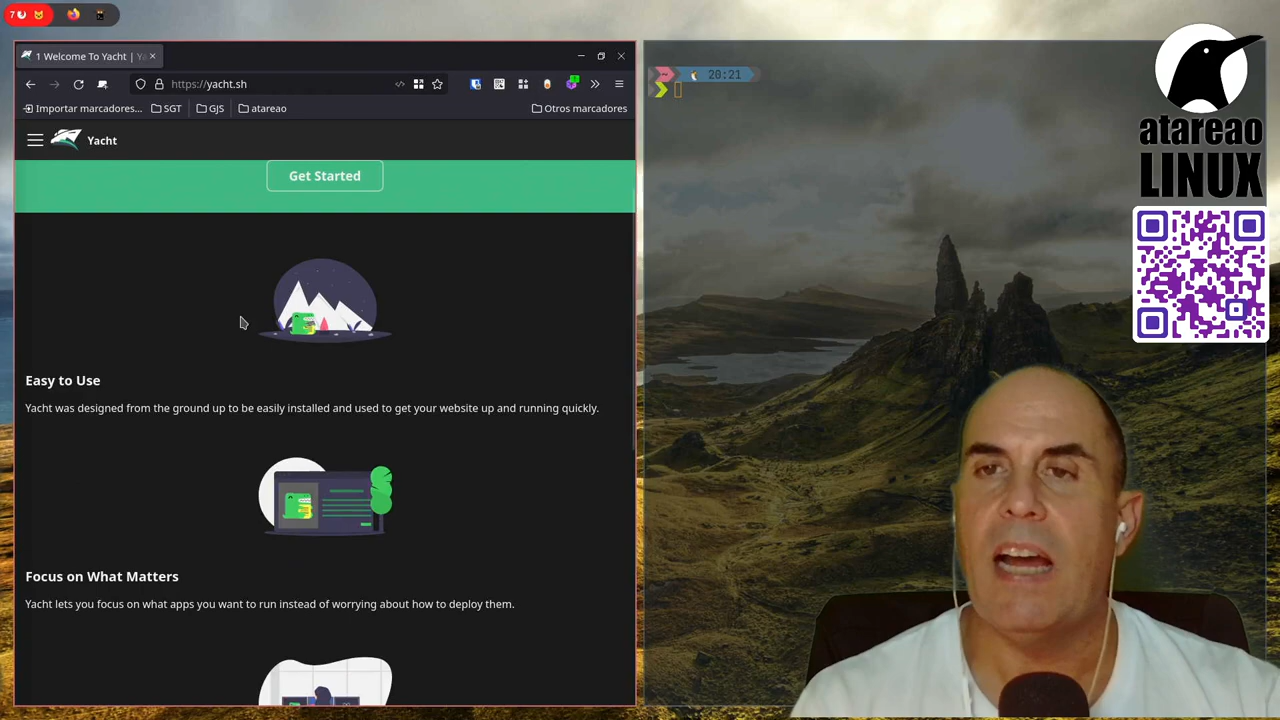 7
1 Welcome To Yacht | Ya
https://yacht.sh
Importar marcadores...
SGT
GJS
atareao
Otros marcadores
Yacht
Get Started
Easy to Use
Yacht was designed from the ground up to be easily installed and used to get your website up and running quickly.
Focus on What Matters
Yacht lets you focus on what apps you want to run instead of worrying about how to deploy them.
~
20:21
atareao
LINUX